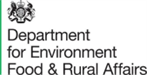 Department
for Environment
Food & Rural Affairs